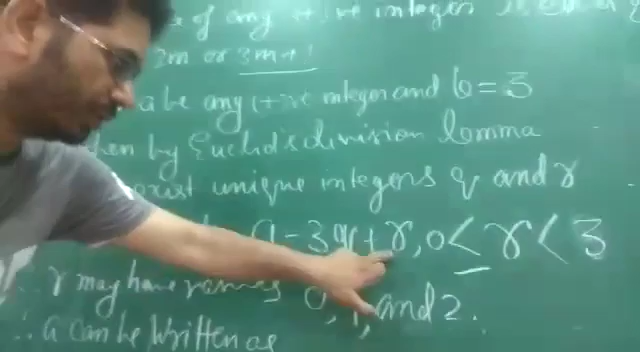 of any +ive integer
3m or 3m+1
a be any +ive integer and b = 3
then by Euclid's division lemma
exist unique integers q and r
a = 3q + r, 0 ≤ r < 3
∴ r may have values 0, 1, and 2.
∴ a can be written as